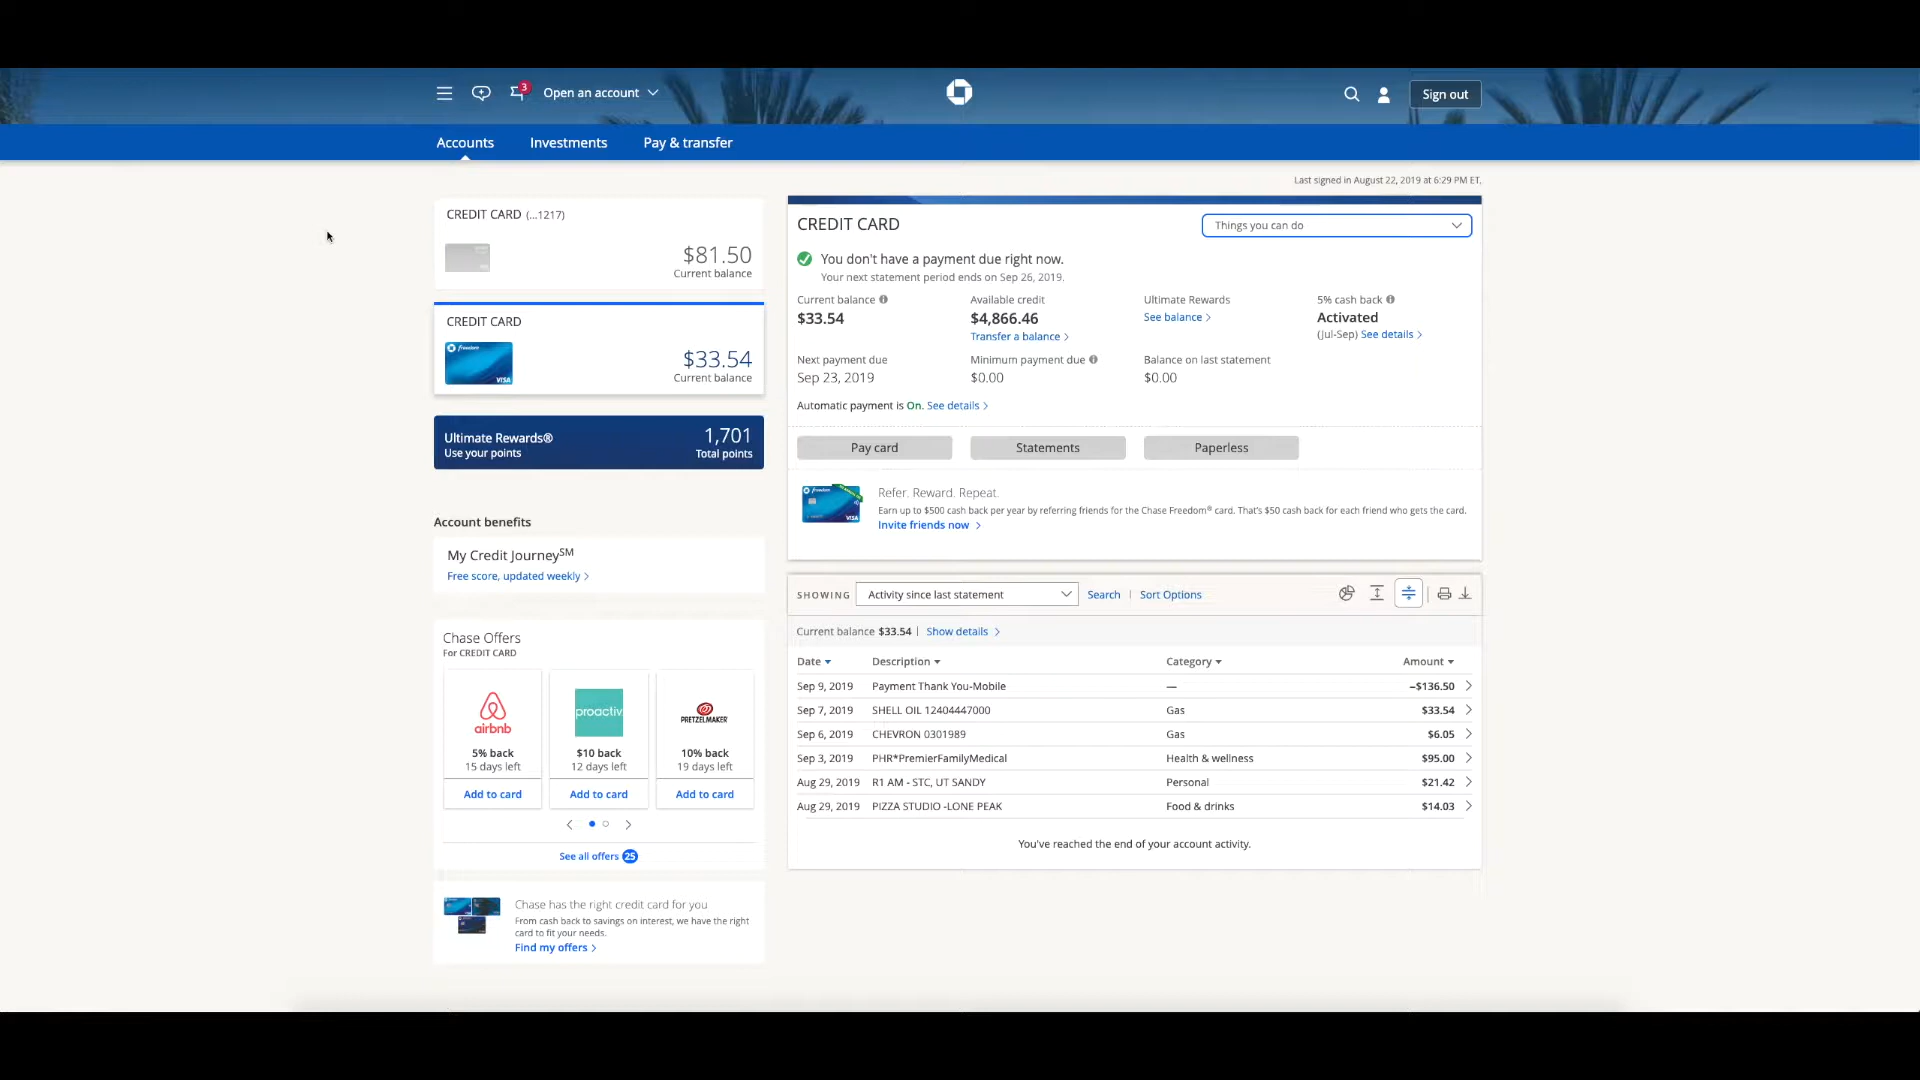 3
Open an account
Sign out
Accounts
Investments
Pay & transfer
Last signed in August 22, 2019 at 6:29 PM ET.
CREDIT CARD (...1217)
$81.50
Current balance
CREDIT CARD
freedom
VISA
$33.54
Current balance
Ultimate Rewards®
Use your points
1,701
Total points
Account benefits
My Credit JourneySM
Free score, updated weekly
Chase Offers
For CREDIT CARD
airbnb
5% back
15 days left
Add to card
proactiv
$10 back
12 days left
Add to card
PRETZELMAKER
10% back
19 days left
Add to card
See all offers 25
Chase has the right credit card for you
From cash back to savings on interest, we have the right
card to fit your needs.
Find my offers
CREDIT CARD
Things you can do
You don't have a payment due right now.
Your next statement period ends on Sep 26, 2019.
Current balance
$33.54
Available credit
$4,866.46
Transfer a balance
Ultimate Rewards
See balance
5% cash back
Activated
(Jul-Sep) See details
Next payment due
Sep 23, 2019
Minimum payment due
$0.00
Balance on last statement
$0.00
Automatic payment is On. See details
Pay card
Statements
Paperless
freedom
VISA
Refer. Reward. Repeat.
Earn up to $500 cash back per year by referring friends for the Chase Freedom® card. That's $50 cash back for each friend who gets the card.
Invite friends now
SHOWING
Activity since last statement
Search | Sort Options
Current balance $33.54 | Show details
Date Description Category Amount
Sep 9, 2019 Payment Thank You-Mobile — −$136.50
Sep 7, 2019 SHELL OIL 12404447000 Gas $33.54
Sep 6, 2019 CHEVRON 0301989 Gas $6.05
Sep 3, 2019 PHR*PremierFamilyMedical Health & wellness $95.00
Aug 29, 2019 R1 AM - STC, UT SANDY Personal $21.42
Aug 29, 2019 PIZZA STUDIO -LONE PEAK Food & drinks $14.03
You've reached the end of your account activity.